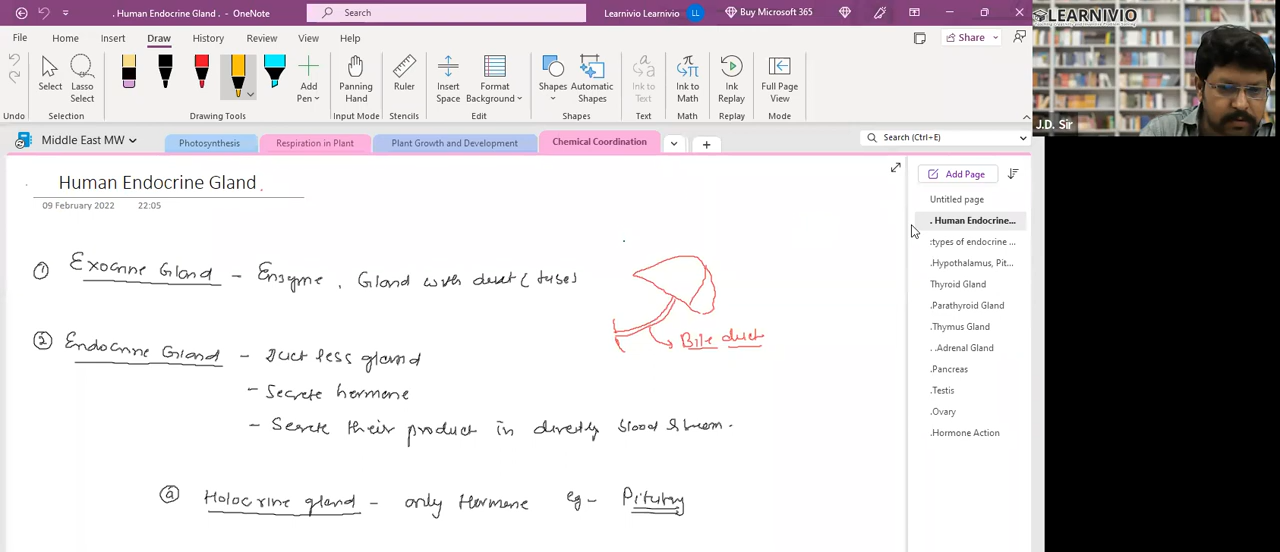 . Human Endocrine Gland . - OneNote
Search
Learnivio Learnivio
LL
Buy Microsoft 365
LEARNIVIO
File Home Insert Draw History Review View Help
Share
Select
Lasso Select
Add Pen
Panning Hand
Ruler
Insert Space
Format Background
Shapes
Automatic Shapes
Ink to Text
Ink to Math
Ink Replay
Full Page View
Undo Selection Drawing Tools Input Mode Stencils Edit Shapes Text Math Replay Mode
J.D. Sir
Middle East MW
Photosynthesis
Respiration in Plant
Plant Growth and Development
Chemical Coordination
Search (Ctrl+E)
Human Endocrine Gland .
09 February 2022 22:05
Add Page
Untitled page
. Human Endocrine...
:types of endocrine ...
.Hypothalamus, Pit...
Thyroid Gland
.Parathyroid Gland
.Thymus Gland
. .Adrenal Gland
.Pancreas
.Testis
.Ovary
.Hormone Action
① Exocrine Gland - Enzyme , Gland with duct ( tubes
Bile duct
② Endocrine Gland - Duct less gland
- Secrete hormone
- Secrete their product in directly blood stream.
ⓐ Holocrine gland - only Hormone eg - Pitutary